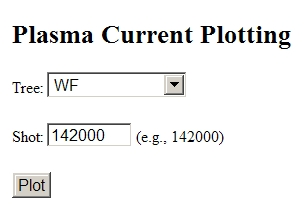 Plasma Current Plotting
Tree: WF
Shot: 142000 (e.g., 142000)
Plot